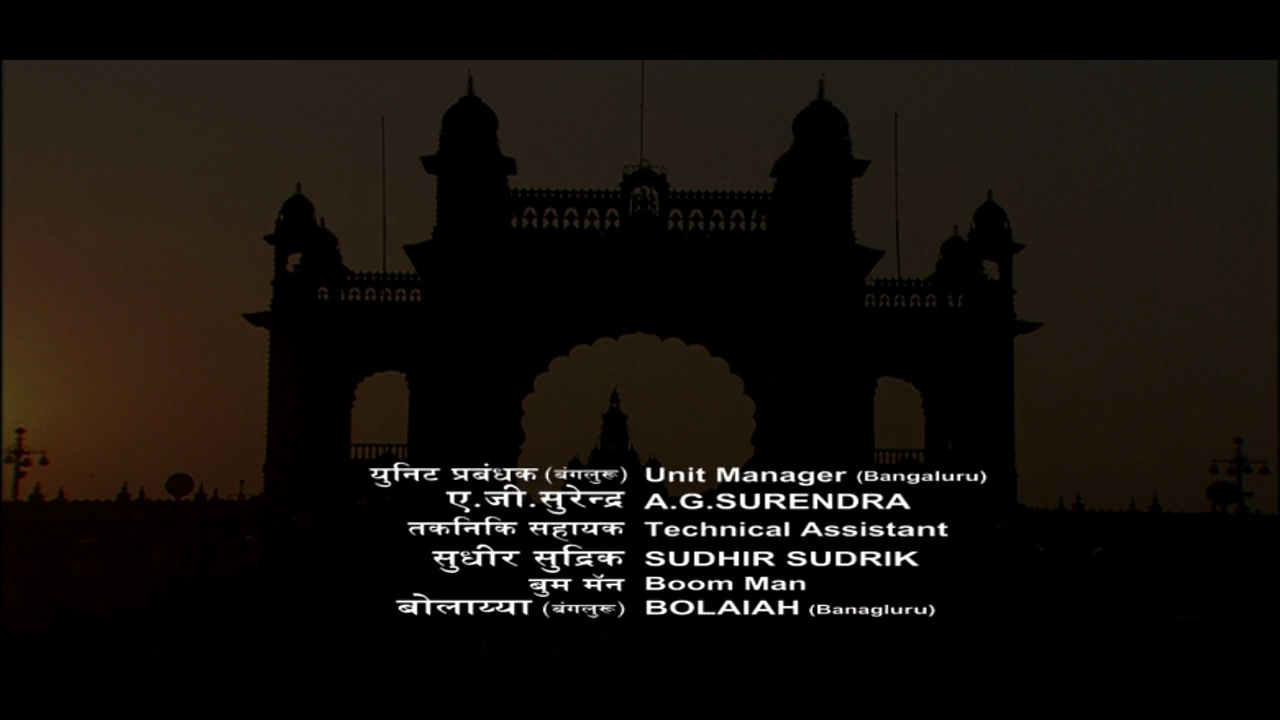 युनिट प्रबंधक (बंगलुरू) Unit Manager (Bangaluru)
ए.जी.सुरेन्द्र A.G.SURENDRA
तकनिकि सहायक Technical Assistant
सुधीर सुद्रिक SUDHIR SUDRIK
बुम मॅन Boom Man
बोलाय्या (बंगलुरू) BOLAIAH (Banagluru)